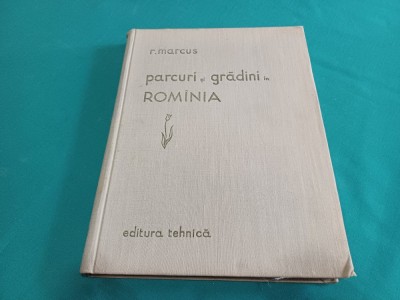 r. marcus
parcuri și grădini în
ROMÎNIA
editura tehnică